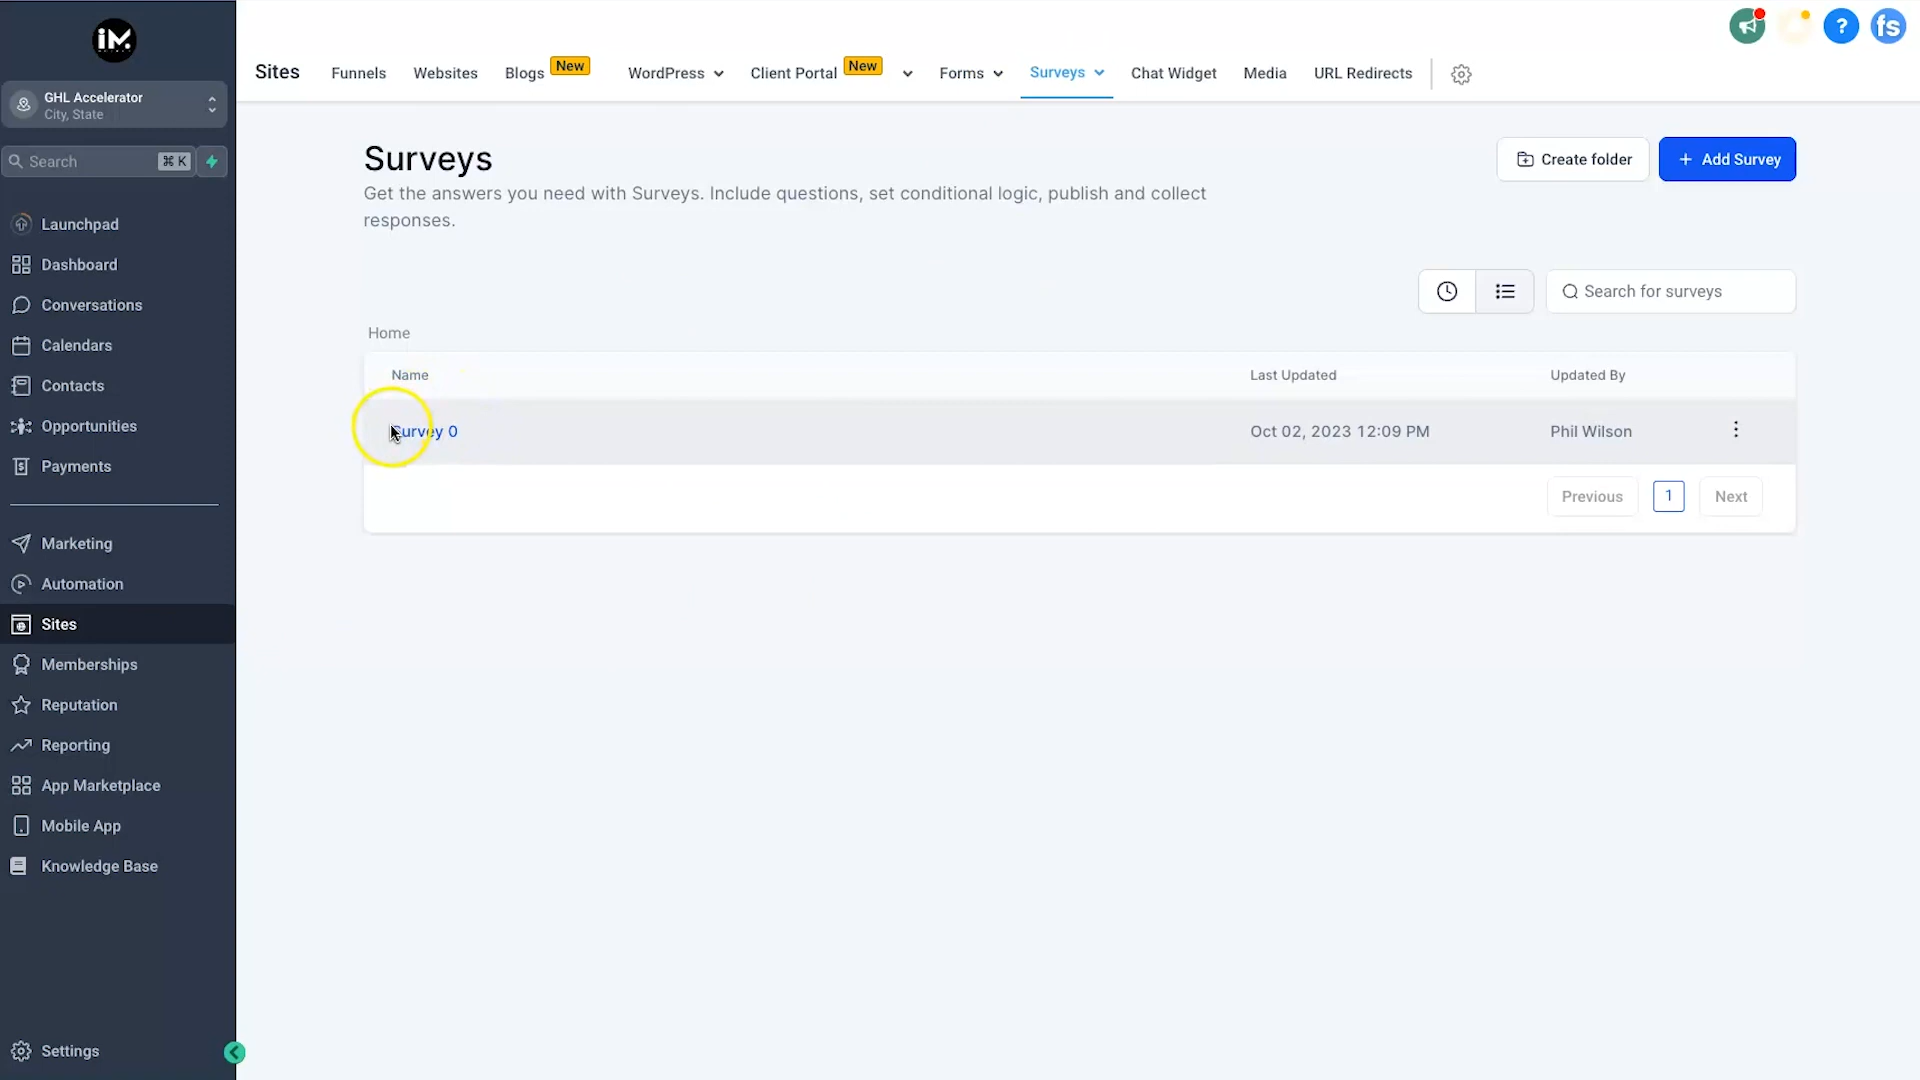 iM.
GHL Accelerator
City, State
Search
⌘ K
Launchpad
Dashboard
Conversations
Calendars
Contacts
Opportunities
Payments
Marketing
Automation
Sites
Memberships
Reputation
Reporting
App Marketplace
Mobile App
Knowledge Base
Settings
fs
Sites Funnels Websites Blogs New WordPress Client Portal New Forms Surveys Chat Widget Media URL Redirects
Surveys
Get the answers you need with Surveys. Include questions, set conditional logic, publish and collect
responses.
Create folder
+ Add Survey
Search for surveys
Home
Name Last Updated Updated By
Survey 0 Oct 02, 2023 12:09 PM Phil Wilson
Previous 1 Next